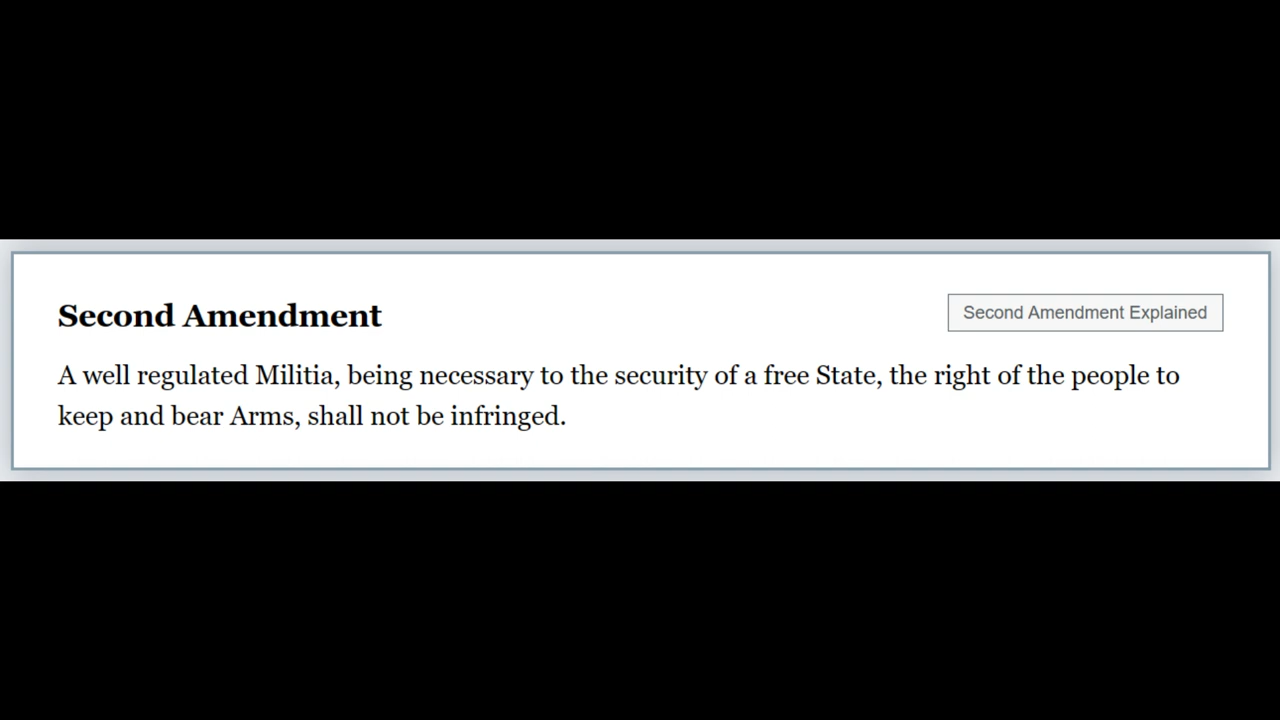 Second Amendment
Second Amendment Explained
A well regulated Militia, being necessary to the security of a free State, the right of the people to
keep and bear Arms, shall not be infringed.